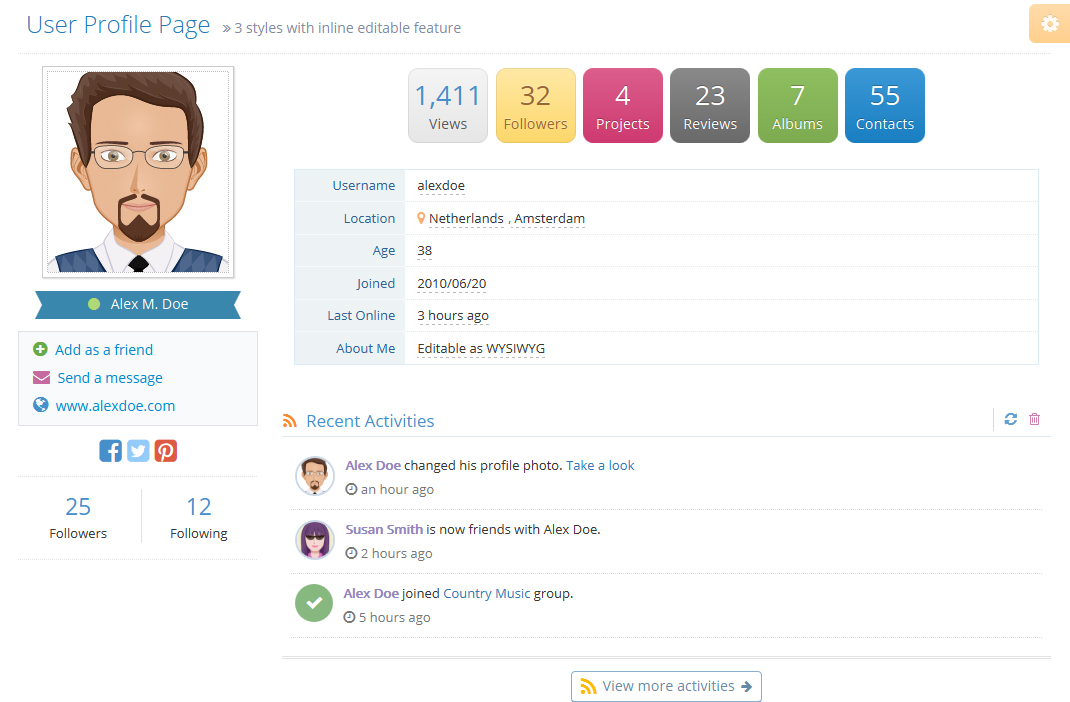 User Profile Page » 3 styles with inline editable feature
1,411
Views
32
Followers
4
Projects
23
Reviews
7
Albums
55
Contacts
Alex M. Doe
Add as a friend
Send a message
www.alexdoe.com
25
Followers
12
Following
Username alexdoe
Location Netherlands , Amsterdam
Age 38
Joined 2010/06/20
Last Online 3 hours ago
About Me Editable as WYSIWYG
Recent Activities
Alex Doe changed his profile photo. Take a look
an hour ago
Susan Smith is now friends with Alex Doe.
2 hours ago
Alex Doe joined Country Music group.
5 hours ago
View more activities